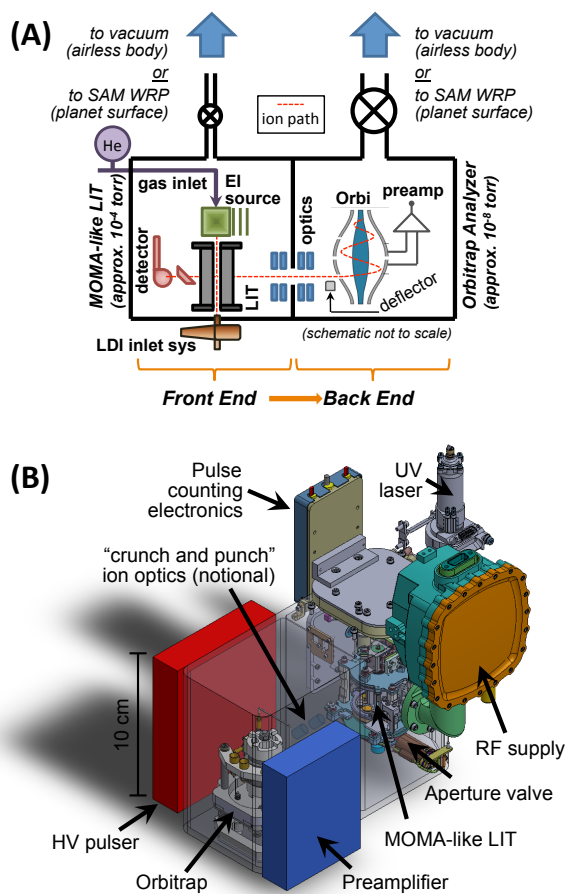 (A)
to vacuum
(airless body)
or
to SAM WRP
(planet surface)
to vacuum
(airless body)
or
to SAM WRP
(planet surface)
ion path
He
gas inlet
EI
source
optics
Orbi
preamp
MOMA-like LIT
(approx. 10⁻⁴ torr)
detector
LIT
deflector
Orbitrap Analyzer
(approx. 10⁻⁸ torr)
LDI inlet sys
(schematic not to scale)
Front End
Back End
(B)
Pulse
counting
electronics
UV
laser
“crunch and punch”
ion optics (notional)
10 cm
RF supply
Aperture valve
HV pulser
MOMA-like LIT
Orbitrap
Preamplifier